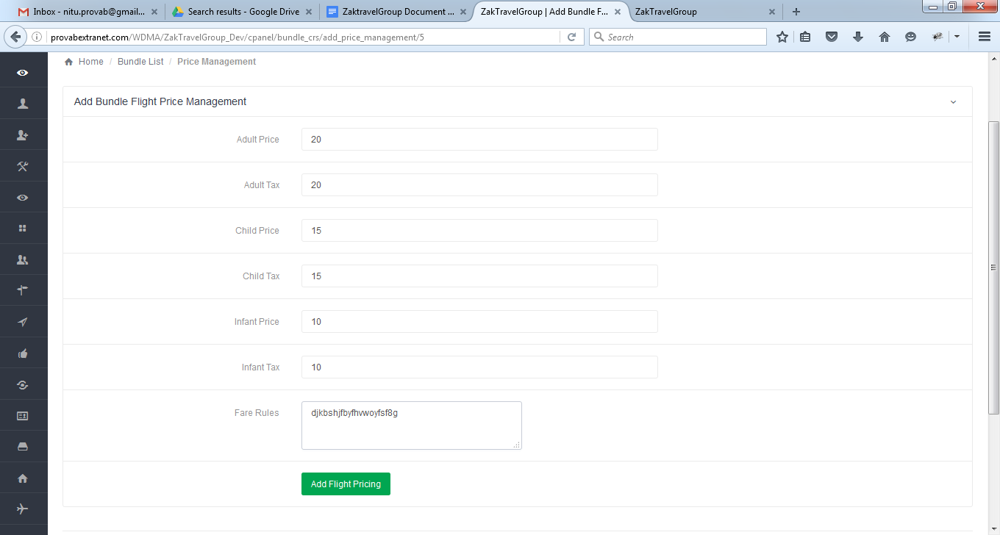 Inbox - nitu.provab@gmail...
Search results - Google Drive
ZaktravelGroup Document ...
ZakTravelGroup | Add Bundle F...
ZakTravelGroup
provabextranet.com/WDMA/ZakTravelGroup_Dev/cpanel/bundle_crs/add_price_management/5
Search
Home / Bundle List / Price Management
Add Bundle Flight Price Management
Adult Price 20
Adult Tax 20
Child Price 15
Child Tax 15
Infant Price 10
Infant Tax 10
Fare Rules djkbshjfbyfhvwoyfsf8g
Add Flight Pricing